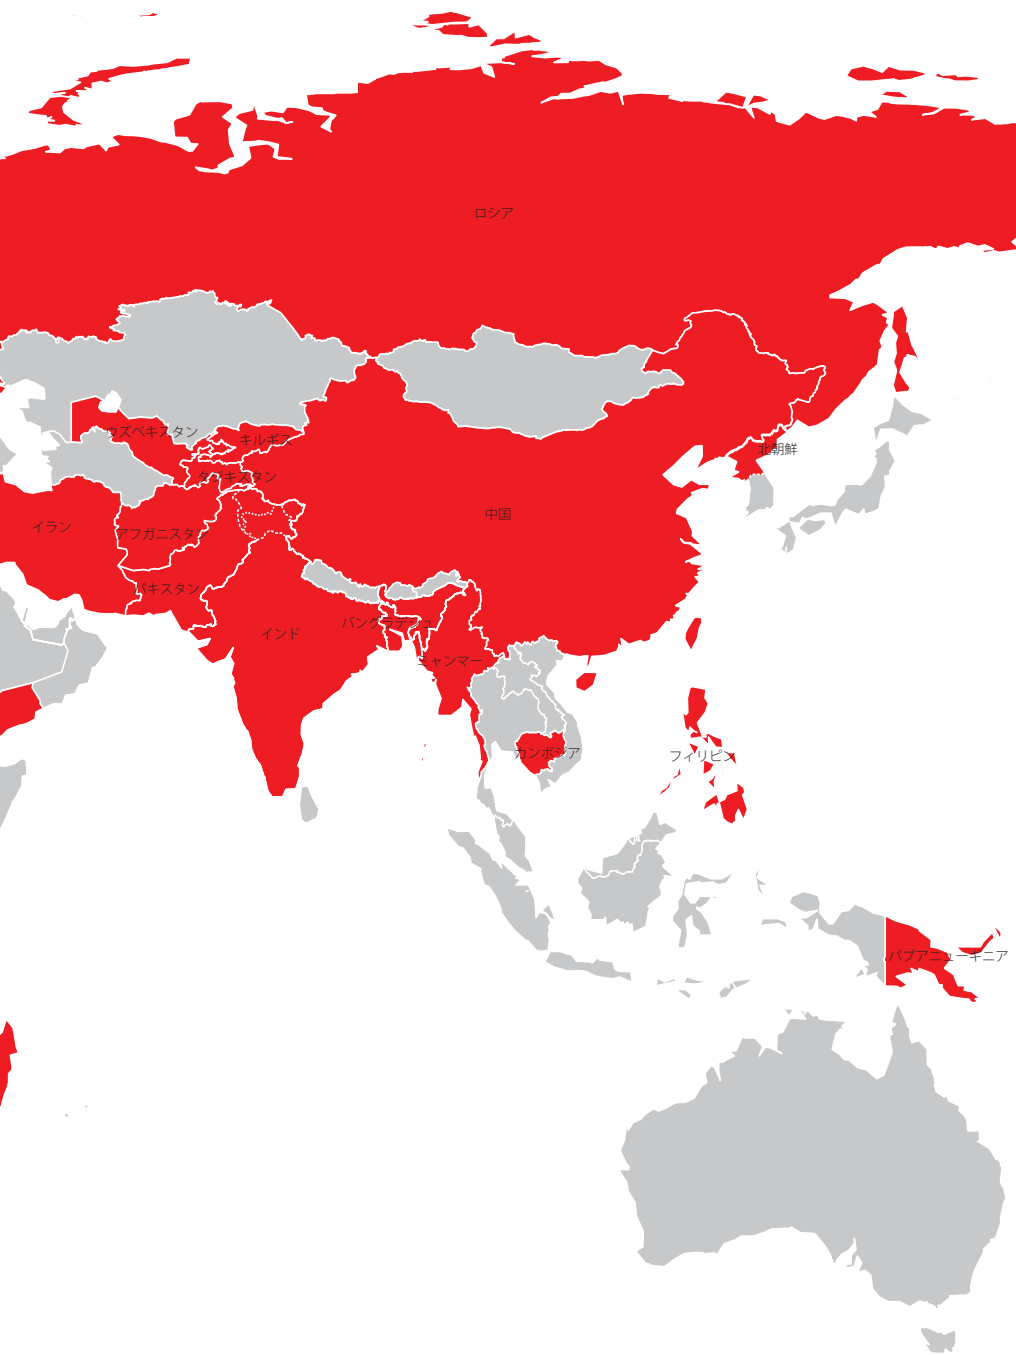 ロシア
ウズベキスタン
キルギス
北朝鮮
タジキスタン
中国
イラン
アフガニスタン
パキスタン
バングラデシュ
インド
ミャンマー
カンボジア
フィリピン
パプアニューギニア